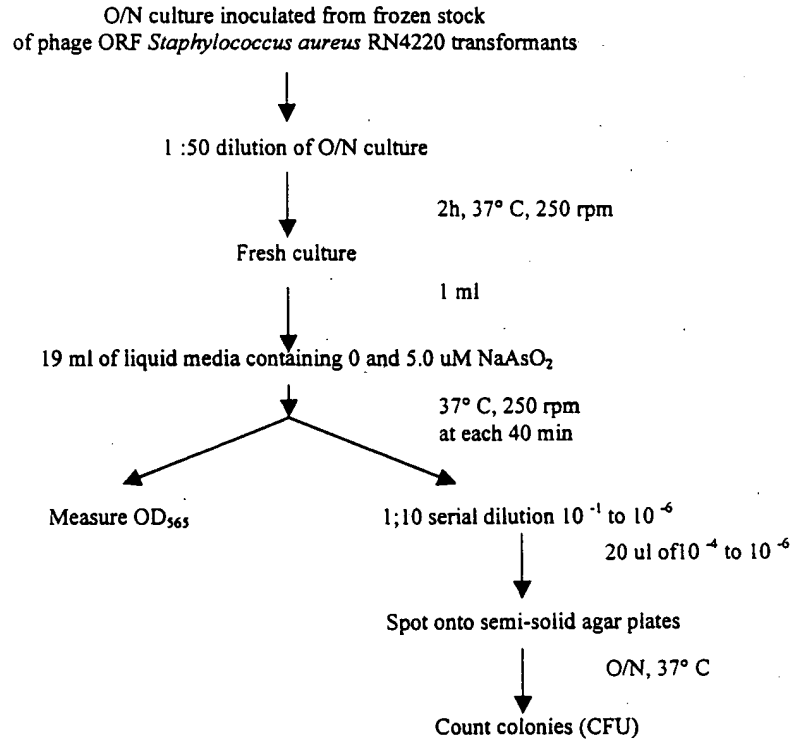 O/N culture inoculated from frozen stock
of phage ORF Staphylococcus aureus RN4220 transformants
1 :50 dilution of O/N culture
2h, 37° C, 250 rpm
Fresh culture
1 ml
19 ml of liquid media containing 0 and 5.0 uM NaAsO₂
37° C, 250 rpm
at each 40 min
Measure OD₅₆₅
1;10 serial dilution 10⁻¹ to 10⁻⁶
20 ul of10⁻⁴ to 10⁻⁶
Spot onto semi-solid agar plates
O/N, 37° C
Count colonies (CFU)